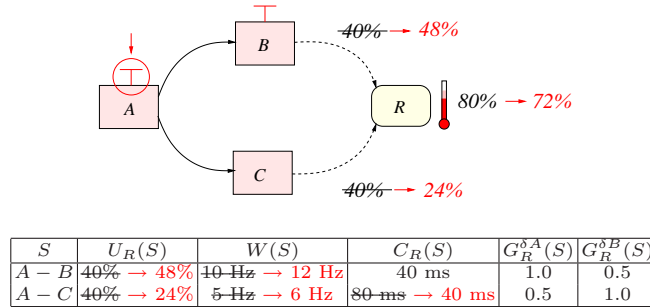 40% → 48%
B
A
R
80% → 72%
C
40% → 24%
S U_R(S) W(S) C_R(S) G_R^{δA}(S) G_R^{δB}(S)
A − B 40% → 48% 10 Hz → 12 Hz 40 ms 1.0 0.5
A − C 40% → 24% 5 Hz → 6 Hz 80 ms → 40 ms 0.5 1.0